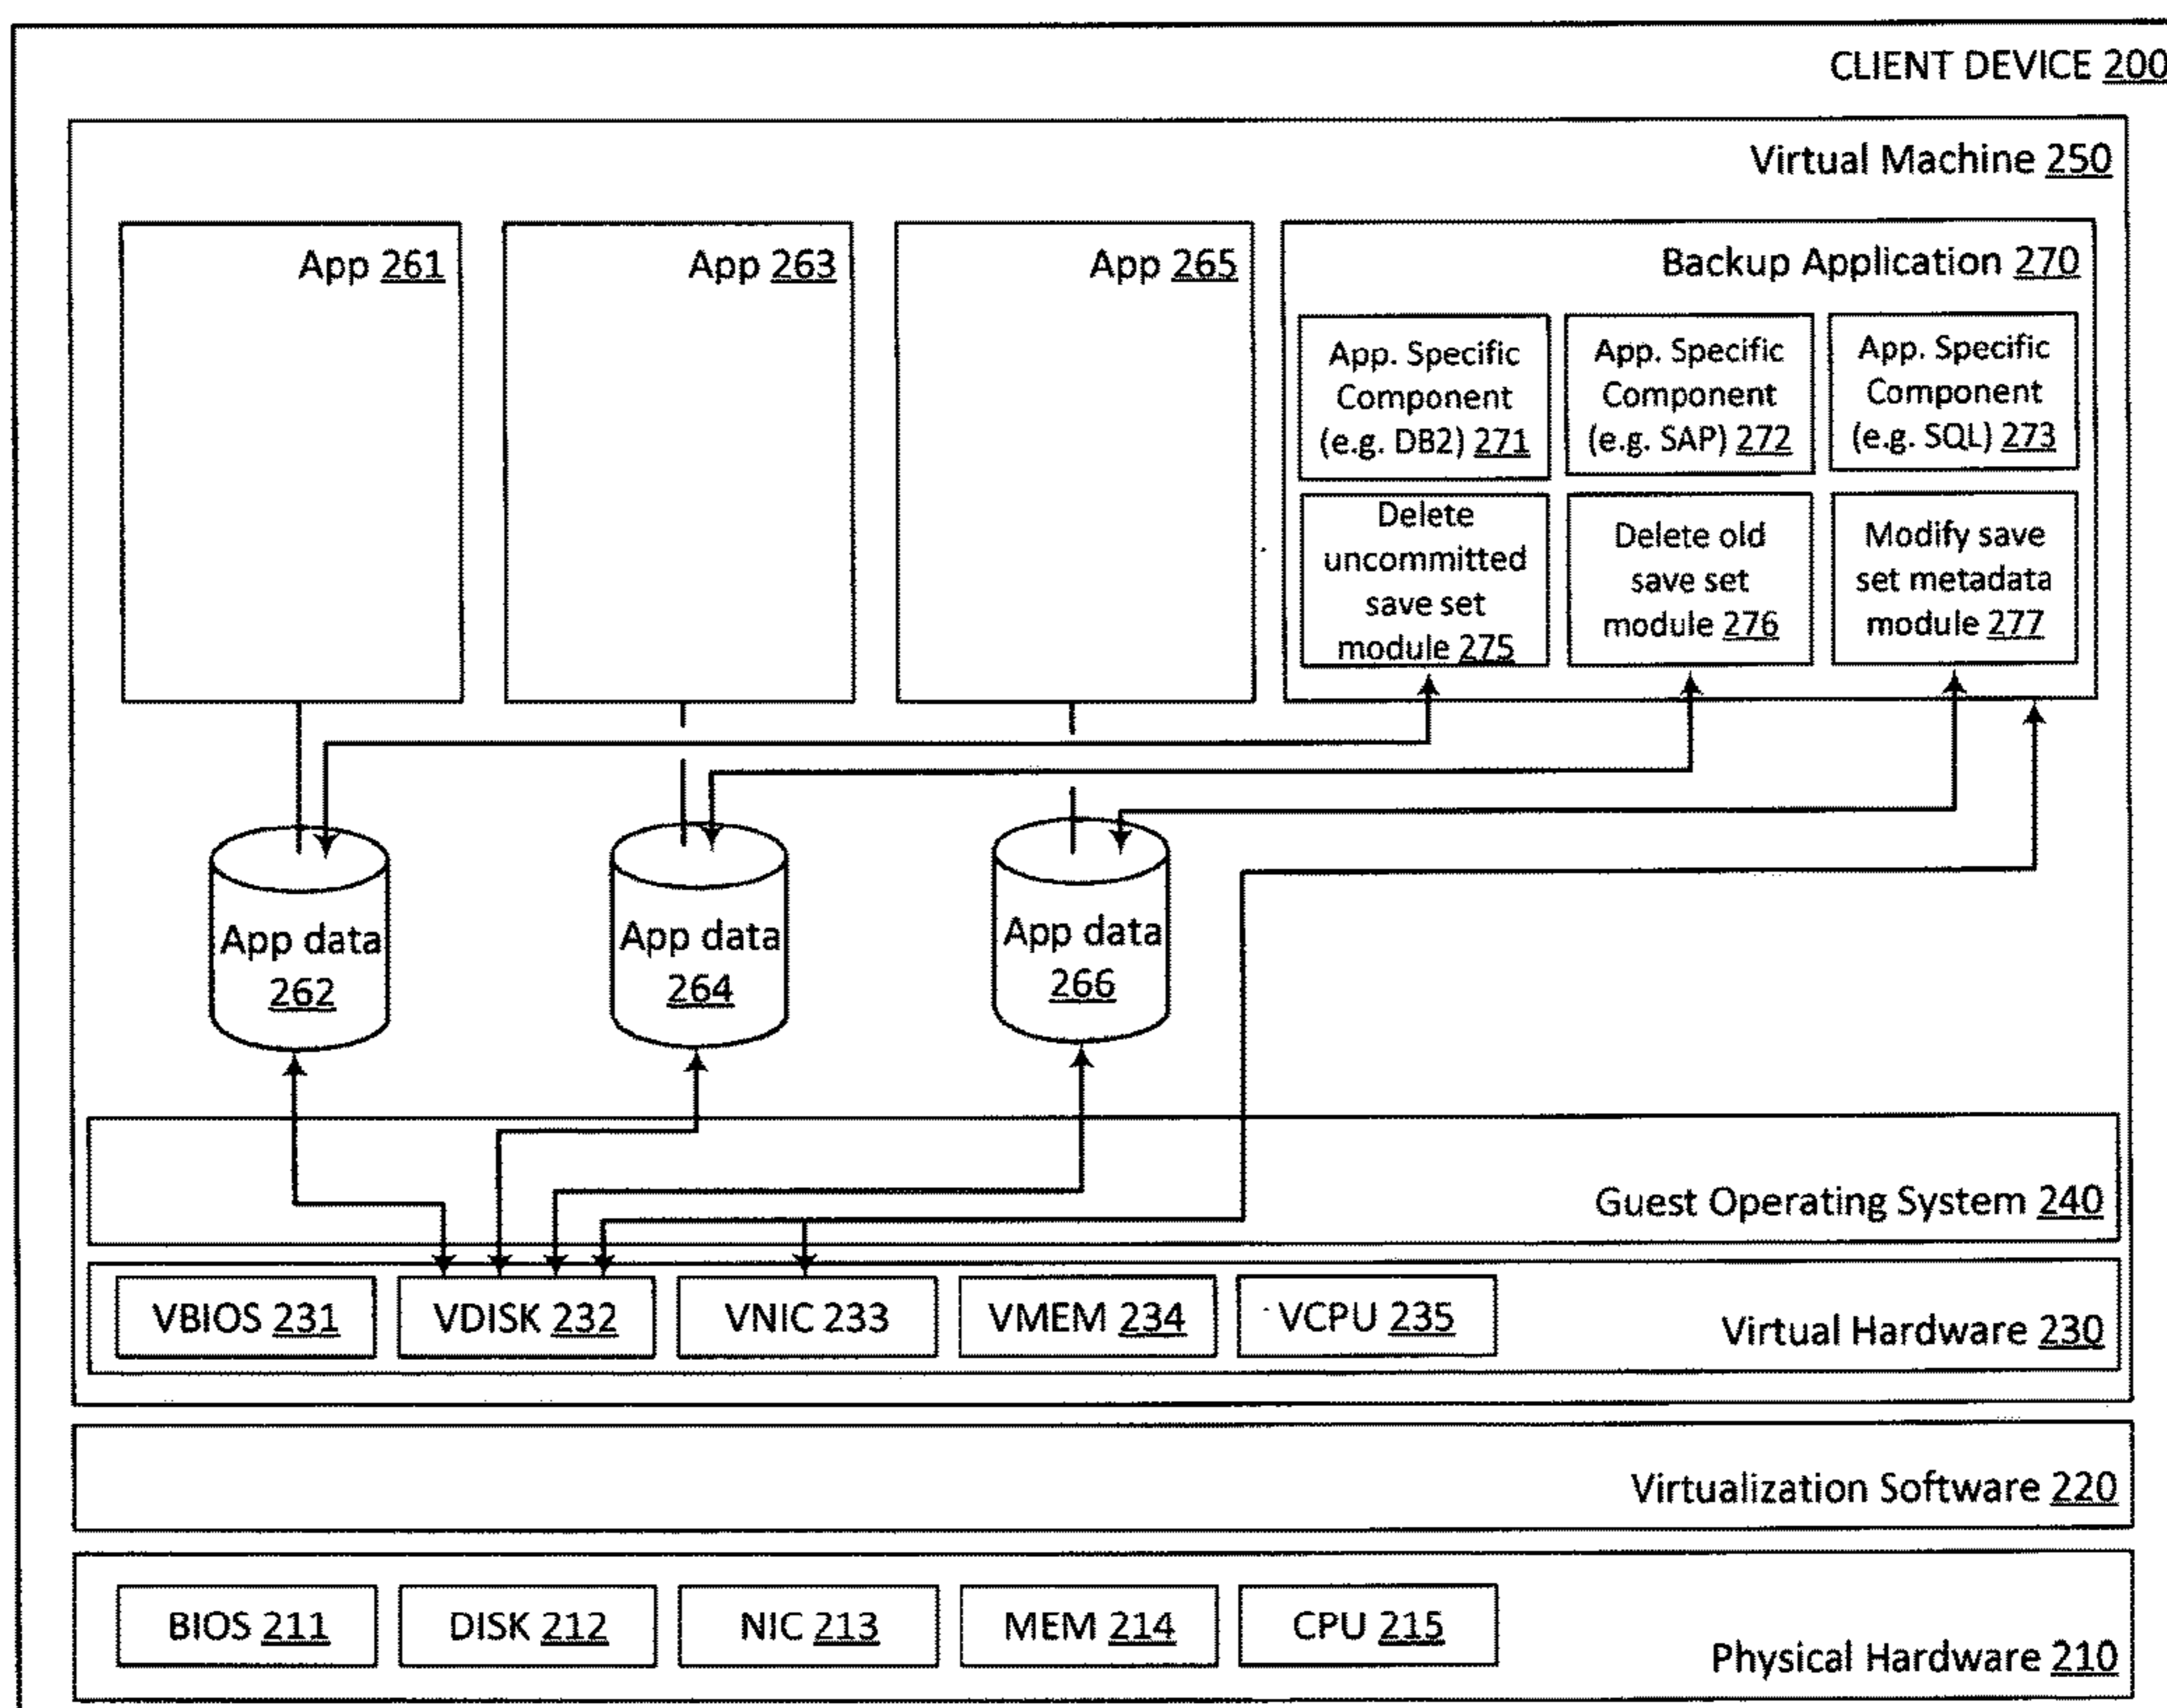 CLIENT DEVICE 200
Virtual Machine 250
App 261
App 263
App 265
Backup Application 270
App. Specific
Component
(e.g. DB2) 271
App. Specific
Component
(e.g. SAP) 272
App. Specific
Component
(e.g. SQL) 273
Delete
uncommitted
save set
module 275
Delete old
save set
module 276
Modify save
set metadata
module 277
App data
262
App data
264
App data
266
Guest Operating System 240
VBIOS 231
VDISK 232
VNIC 233
VMEM 234
VCPU 235
Virtual Hardware 230
Virtualization Software 220
BIOS 211
DISK 212
NIC 213
MEM 214
CPU 215
Physical Hardware 210